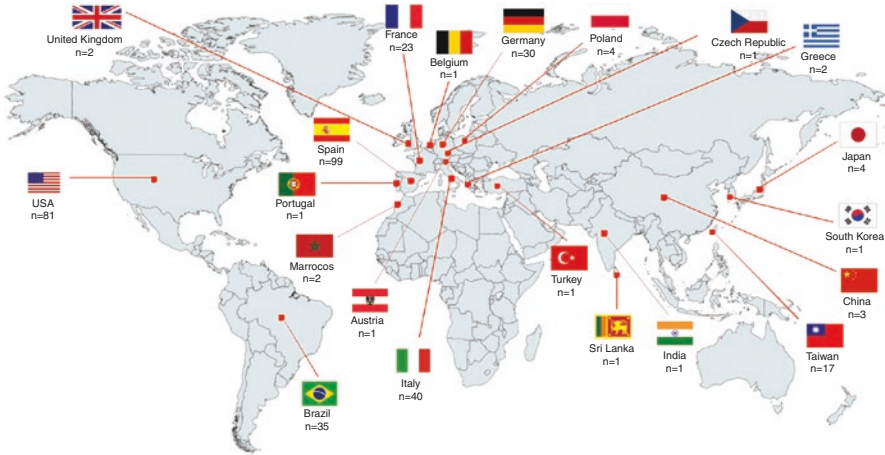 United Kingdom
n=2
France
n=23
Belgium
n=1
Germany
n=30
Poland
n=4
Czech Republic
n=1
Greece
n=2
Spain
n=99
USA
n=81
Portugal
n=1
Marrocos
n=2
Austria
n=1
Italy
n=40
Brazil
n=35
Turkey
n=1
Sri Lanka
n=1
India
n=1
Japan
n=4
South Korea
n=1
China
n=3
Taiwan
n=17